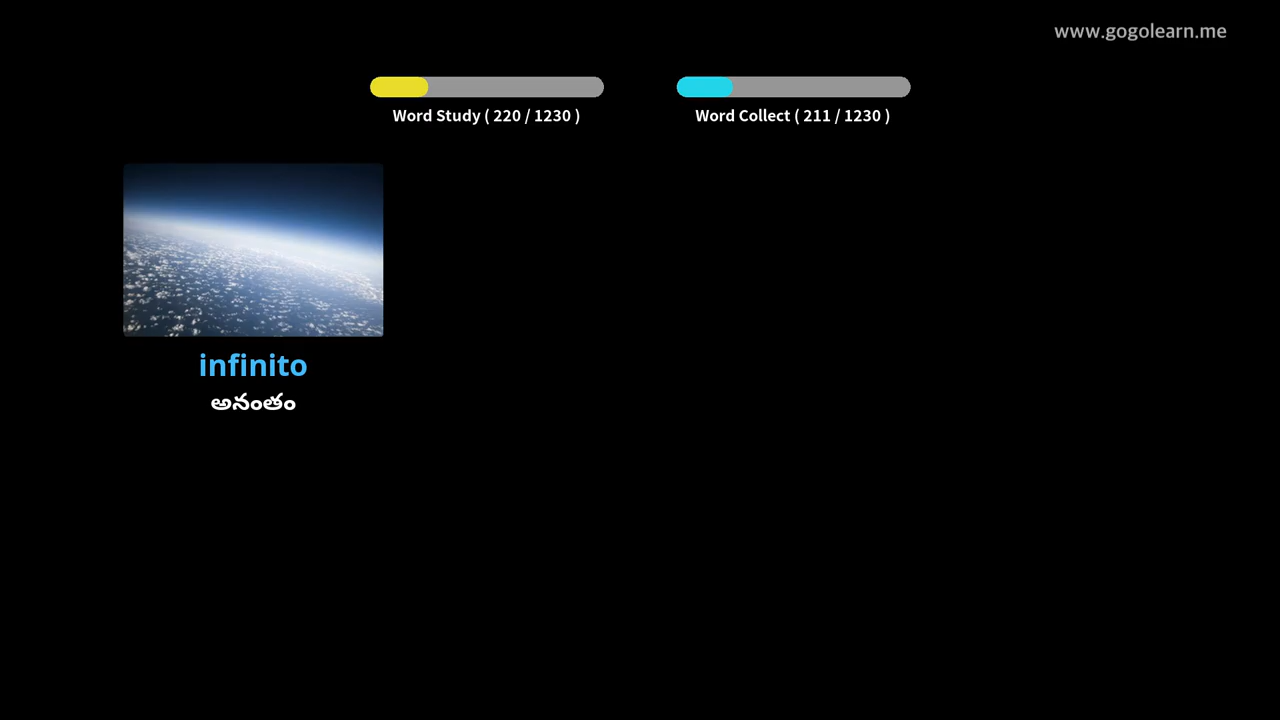 www.gogolearn.me
Word Study ( 220 / 1230 )
Word Collect ( 211 / 1230 )
infinito
అనంతం